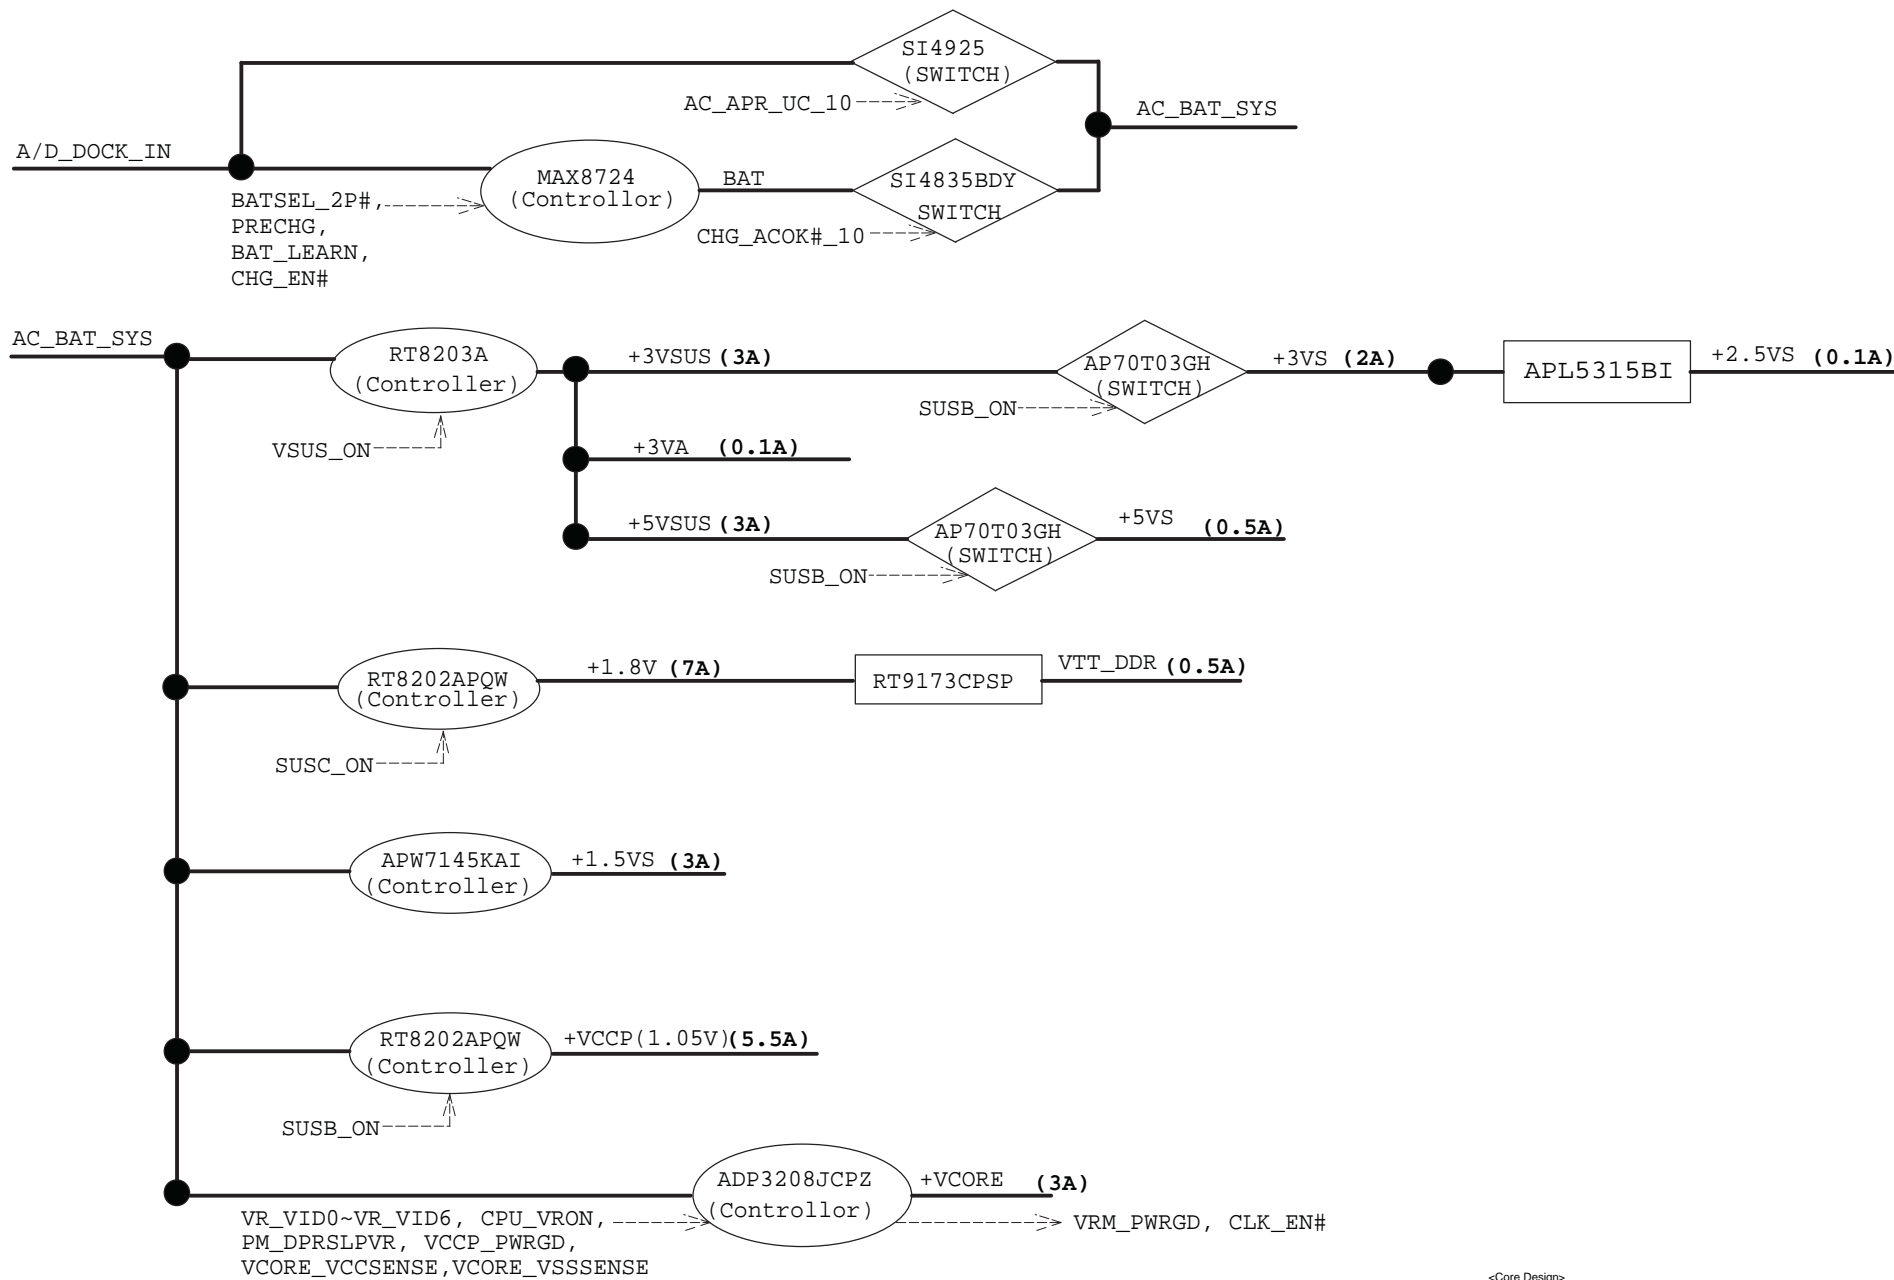 SI4925
(SWITCH)
AC_APR_UC_10
AC_BAT_SYS
A/D_DOCK_IN
MAX8724
(Controllor)
BAT
SI4835BDY
SWITCH
BATSEL_2P#,
PRECHG,
BAT_LEARN,
CHG_EN#
CHG_ACOK#_10
AC_BAT_SYS
RT8203A
(Controller)
VSUS_ON
+3VSUS (3A)
AP70T03GH
(SWITCH)
SUSB_ON
+3VS (2A)
APL5315BI
+2.5VS (0.1A)
+3VA (0.1A)
+5VSUS (3A)
AP70T03GH
(SWITCH)
SUSB_ON
+5VS (0.5A)
RT8202APQW
(Controller)
SUSC_ON
+1.8V (7A)
RT9173CPSP
VTT_DDR (0.5A)
APW7145KAI
(Controller)
+1.5VS (3A)
RT8202APQW
(Controller)
SUSB_ON
+VCCP(1.05V)(5.5A)
ADP3208JCPZ
(Controllor)
+VCORE (3A)
VR_VID0~VR_VID6, CPU_VRON,
PM_DPRSLPVR, VCCP_PWRGD,
VCORE_VCCSENSE,VCORE_VSSSENSE
VRM_PWRGD, CLK_EN#
<Core Design>